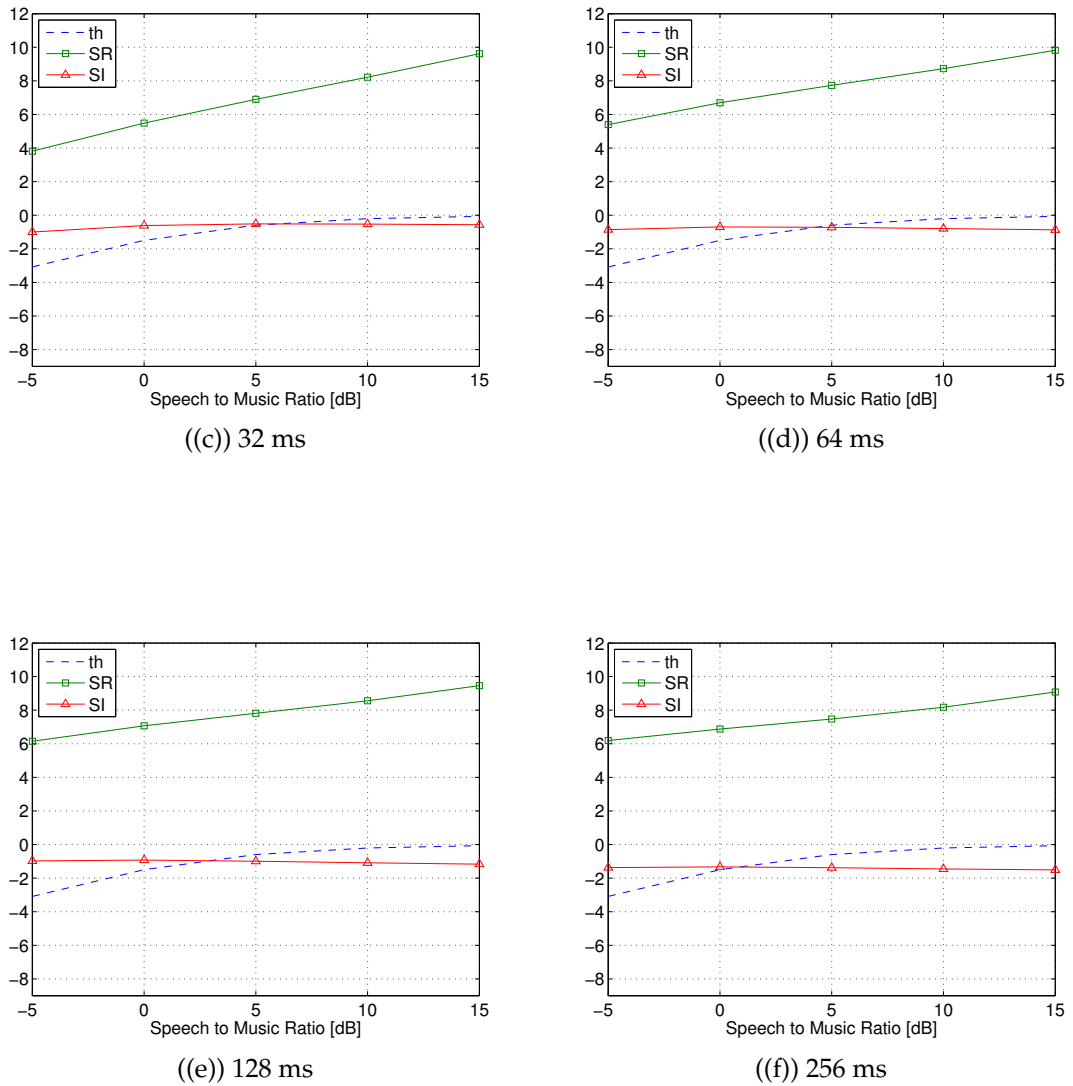 12
10
8
6
4
2
0
−2
−4
−6
−8
th
SR
SI
−5 0 5 10 15
Speech to Music Ratio [dB]
((c)) 32 ms
12
10
8
6
4
2
0
−2
−4
−6
−8
th
SR
SI
−5 0 5 10 15
Speech to Music Ratio [dB]
((d)) 64 ms
12
10
8
6
4
2
0
−2
−4
−6
−8
th
SR
SI
−5 0 5 10 15
Speech to Music Ratio [dB]
((e)) 128 ms
12
10
8
6
4
2
0
−2
−4
−6
−8
th
SR
SI
−5 0 5 10 15
Speech to Music Ratio [dB]
((f)) 256 ms